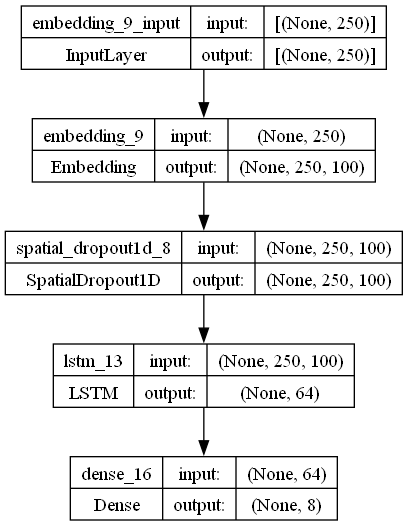 embedding_9_input input: [(None, 250)]
InputLayer output: [(None, 250)]
embedding_9 input: (None, 250)
Embedding output: (None, 250, 100)
spatial_dropout1d_8 input: (None, 250, 100)
SpatialDropout1D output: (None, 250, 100)
lstm_13 input: (None, 250, 100)
LSTM output: (None, 64)
dense_16 input: (None, 64)
Dense output: (None, 8)